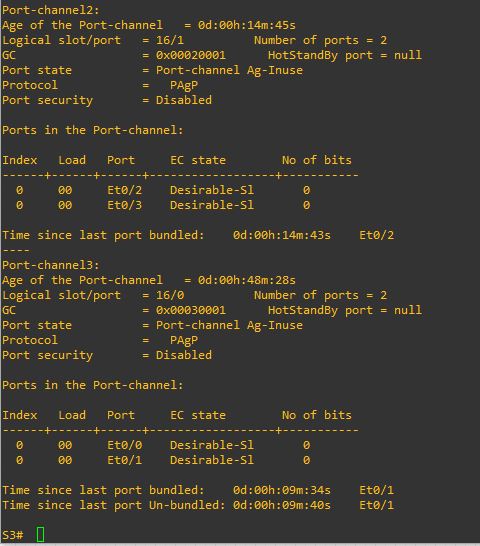 Port-channel2:
Age of the Port-channel   = 0d:00h:14m:45s
Logical slot/port   = 16/1          Number of ports = 2
GC                  = 0x00020001      HotStandBy port = null
Port state          = Port-channel Ag-Inuse
Protocol            =   PAgP
Port security       = Disabled

Ports in the Port-channel:

Index   Load   Port     EC state        No of bits
------+------+------+------------------+-----------
  0     00     Et0/2    Desirable-Sl       0
  0     00     Et0/3    Desirable-Sl       0

Time since last port bundled:    0d:00h:14m:43s    Et0/2
----
Port-channel3:
Age of the Port-channel   = 0d:00h:48m:28s
Logical slot/port   = 16/0          Number of ports = 2
GC                  = 0x00030001      HotStandBy port = null
Port state          = Port-channel Ag-Inuse
Protocol            =   PAgP
Port security       = Disabled

Ports in the Port-channel:

Index   Load   Port     EC state        No of bits
------+------+------+------------------+-----------
  0     00     Et0/0    Desirable-Sl       0
  0     00     Et0/1    Desirable-Sl       0

Time since last port bundled:    0d:00h:09m:34s    Et0/1
Time since last port Un-bundled: 0d:00h:09m:40s    Et0/1

S3#